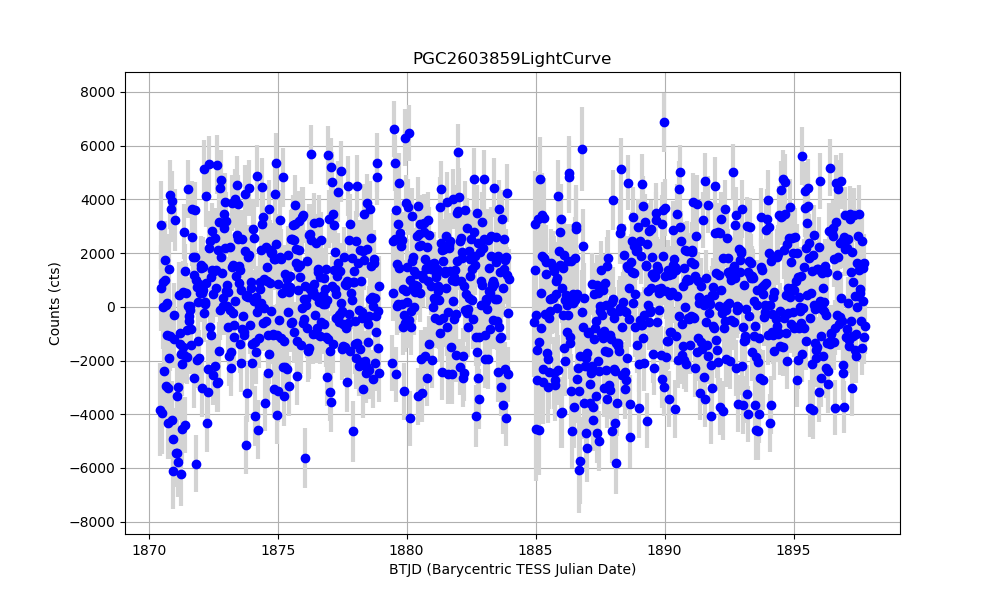 PGC2603859LightCurve
8000
6000
4000
2000
0
−2000
−4000
−6000
−8000
Counts (cts)
1870 1875 1880 1885 1890 1895
BTJD (Barycentric TESS Julian Date)